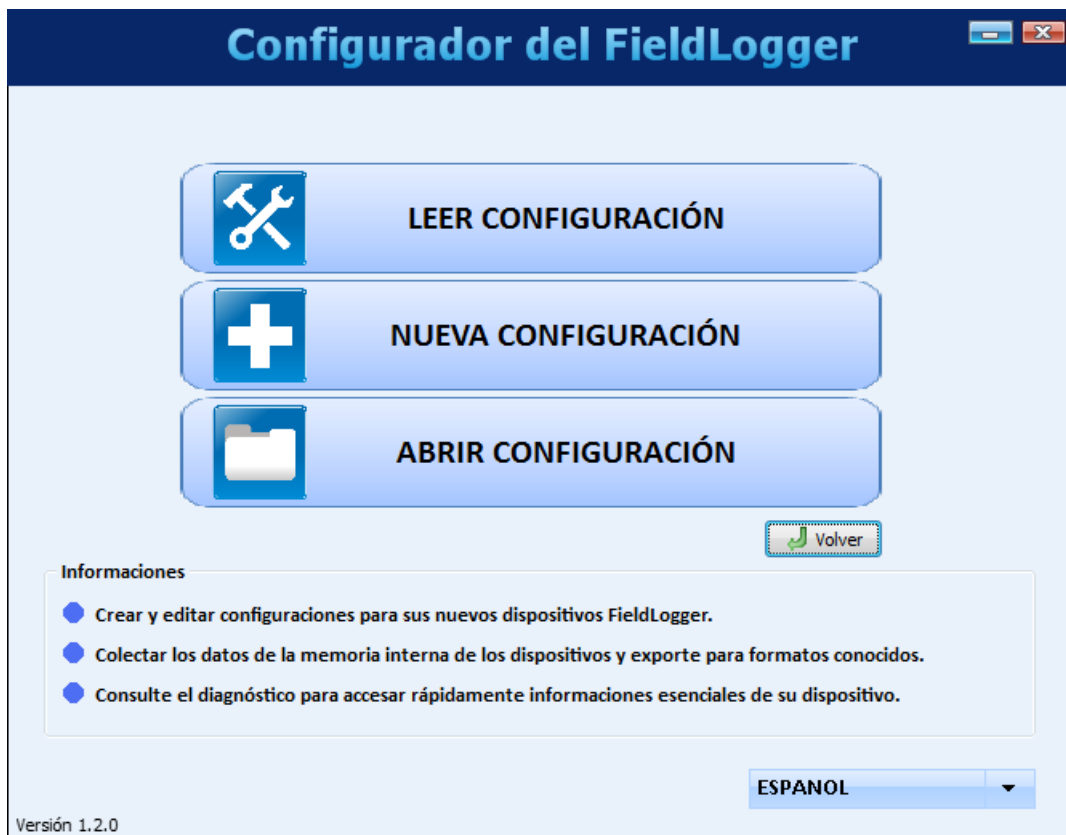 Configurador del FieldLogger
LEER CONFIGURACIÓN
NUEVA CONFIGURACIÓN
ABRIR CONFIGURACIÓN
Volver
Informaciones
Crear y editar configuraciones para sus nuevos dispositivos FieldLogger.
Colectar los datos de la memoria interna de los dispositivos y exporte para formatos conocidos.
Consulte el diagnóstico para accesar rápidamente informaciones esenciales de su dispositivo.
ESPANOL
Versión 1.2.0